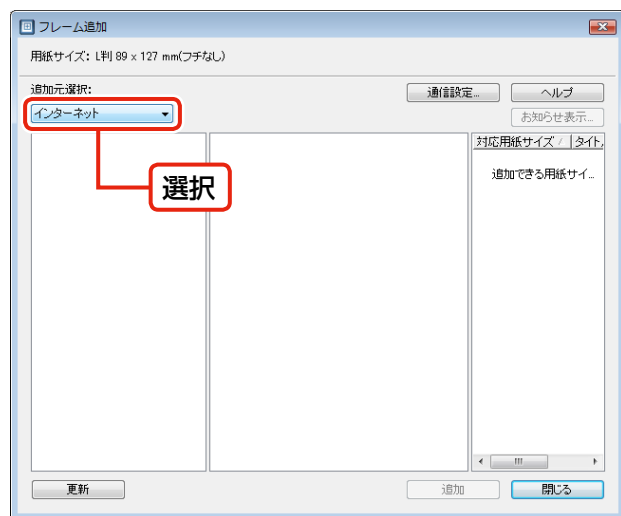 フレーム追加
用紙サイズ: L判 89 x 127 mm(フチなし)
追加元選択:
通信設定...
ヘルプ
インターネット
お知らせ表示...
対応用紙サイズ
タイト
追加できる用紙サイ...
選択
更新
追加
閉じる